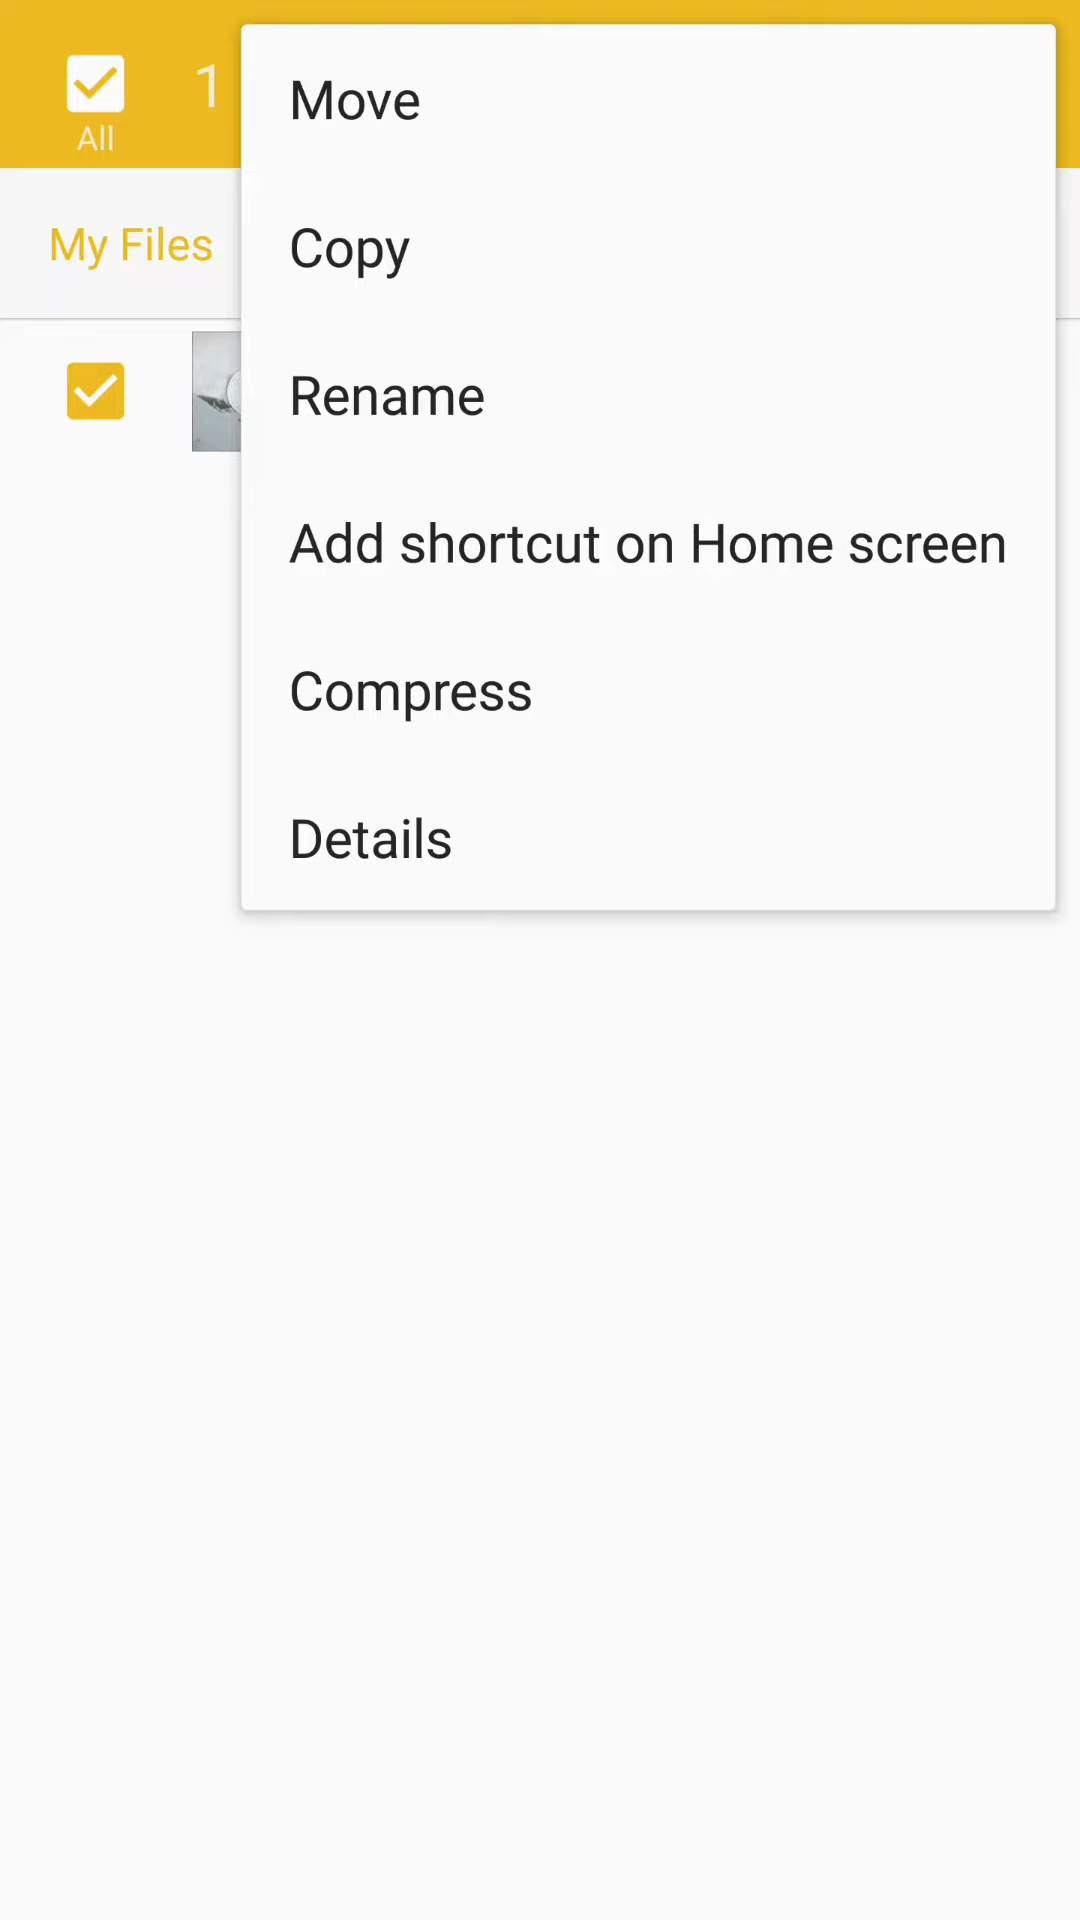 1
All
My Files
Move
Copy
Rename
Add shortcut on Home screen
Compress
Details